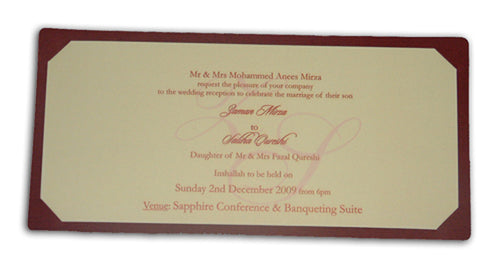 Mr & Mrs Mohammed Anees Mirza
request the pleasure of your company
to the wedding reception to celebrate the marriage of their son
Zaman Mirza
to
Saliha Qureshi
Daughter of Mr & Mrs Fazal Qureshi
Inshallah to be held on
Sunday 2nd December 2009 from 6pm
Venue: Sapphire Conference & Banqueting Suite